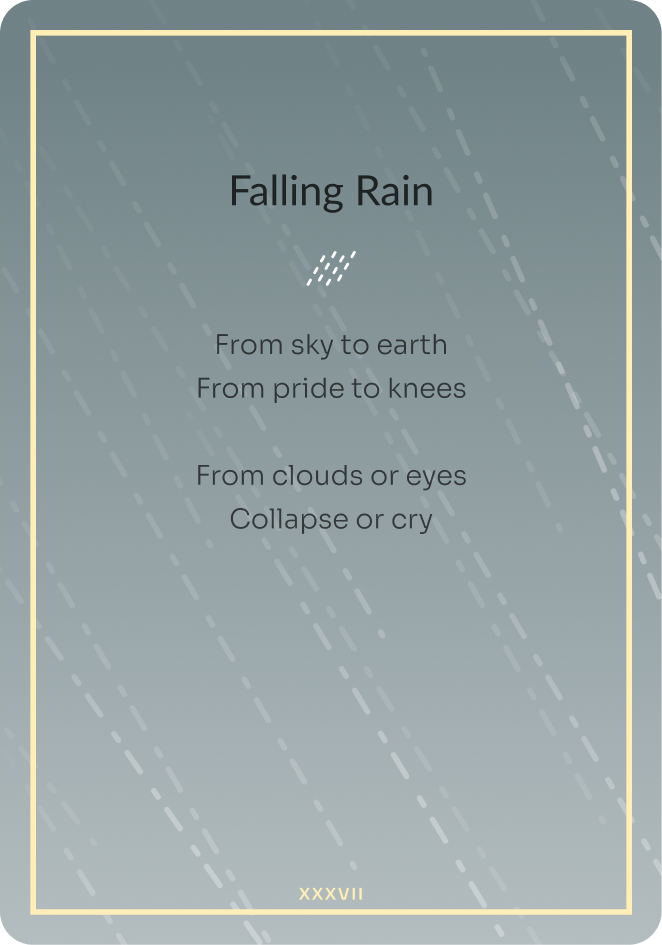 Falling Rain
From sky to earth
From pride to knees
From clouds or eyes
Collapse or cry
XXXVII